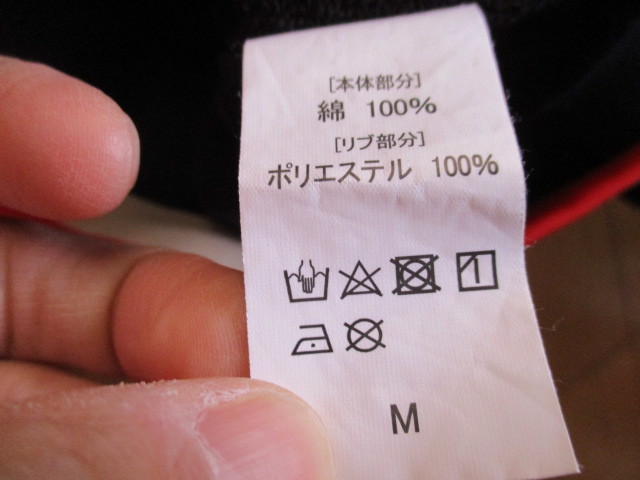 [本体部分]
綿 100%
[リブ部分]
ポリエステル 100%
M